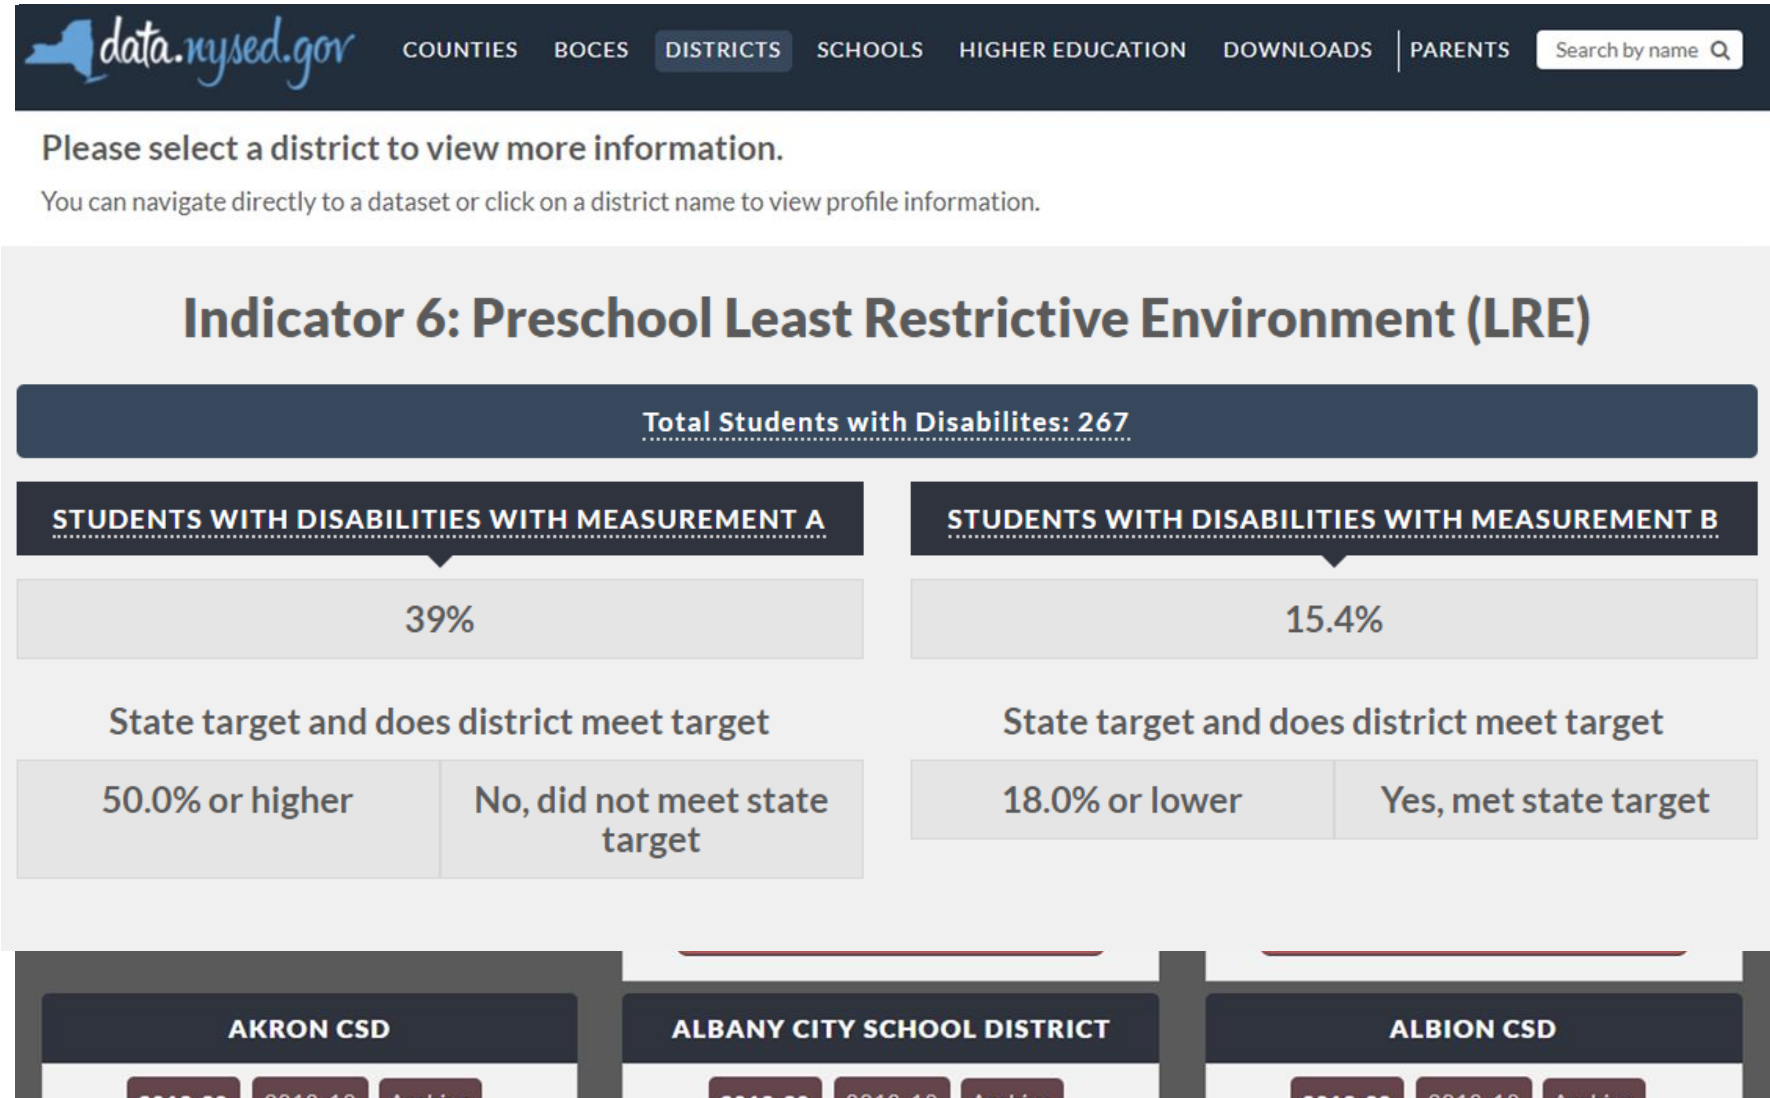 data.nysed.gov COUNTIES BOCES DISTRICTS SCHOOLS HIGHER EDUCATION DOWNLOADS PARENTS Search by name
Please select a district to view more information.
You can navigate directly to a dataset or click on a district name to view profile information.
Indicator 6: Preschool Least Restrictive Environment (LRE)
Total Students with Disabilites: 267
STUDENTS WITH DISABILITIES WITH MEASUREMENT A
39%
State target and does district meet target
50.0% or higher
No, did not meet state
target
STUDENTS WITH DISABILITIES WITH MEASUREMENT B
15.4%
State target and does district meet target
18.0% or lower
Yes, met state target
AKRON CSD
ALBANY CITY SCHOOL DISTRICT
ALBION CSD